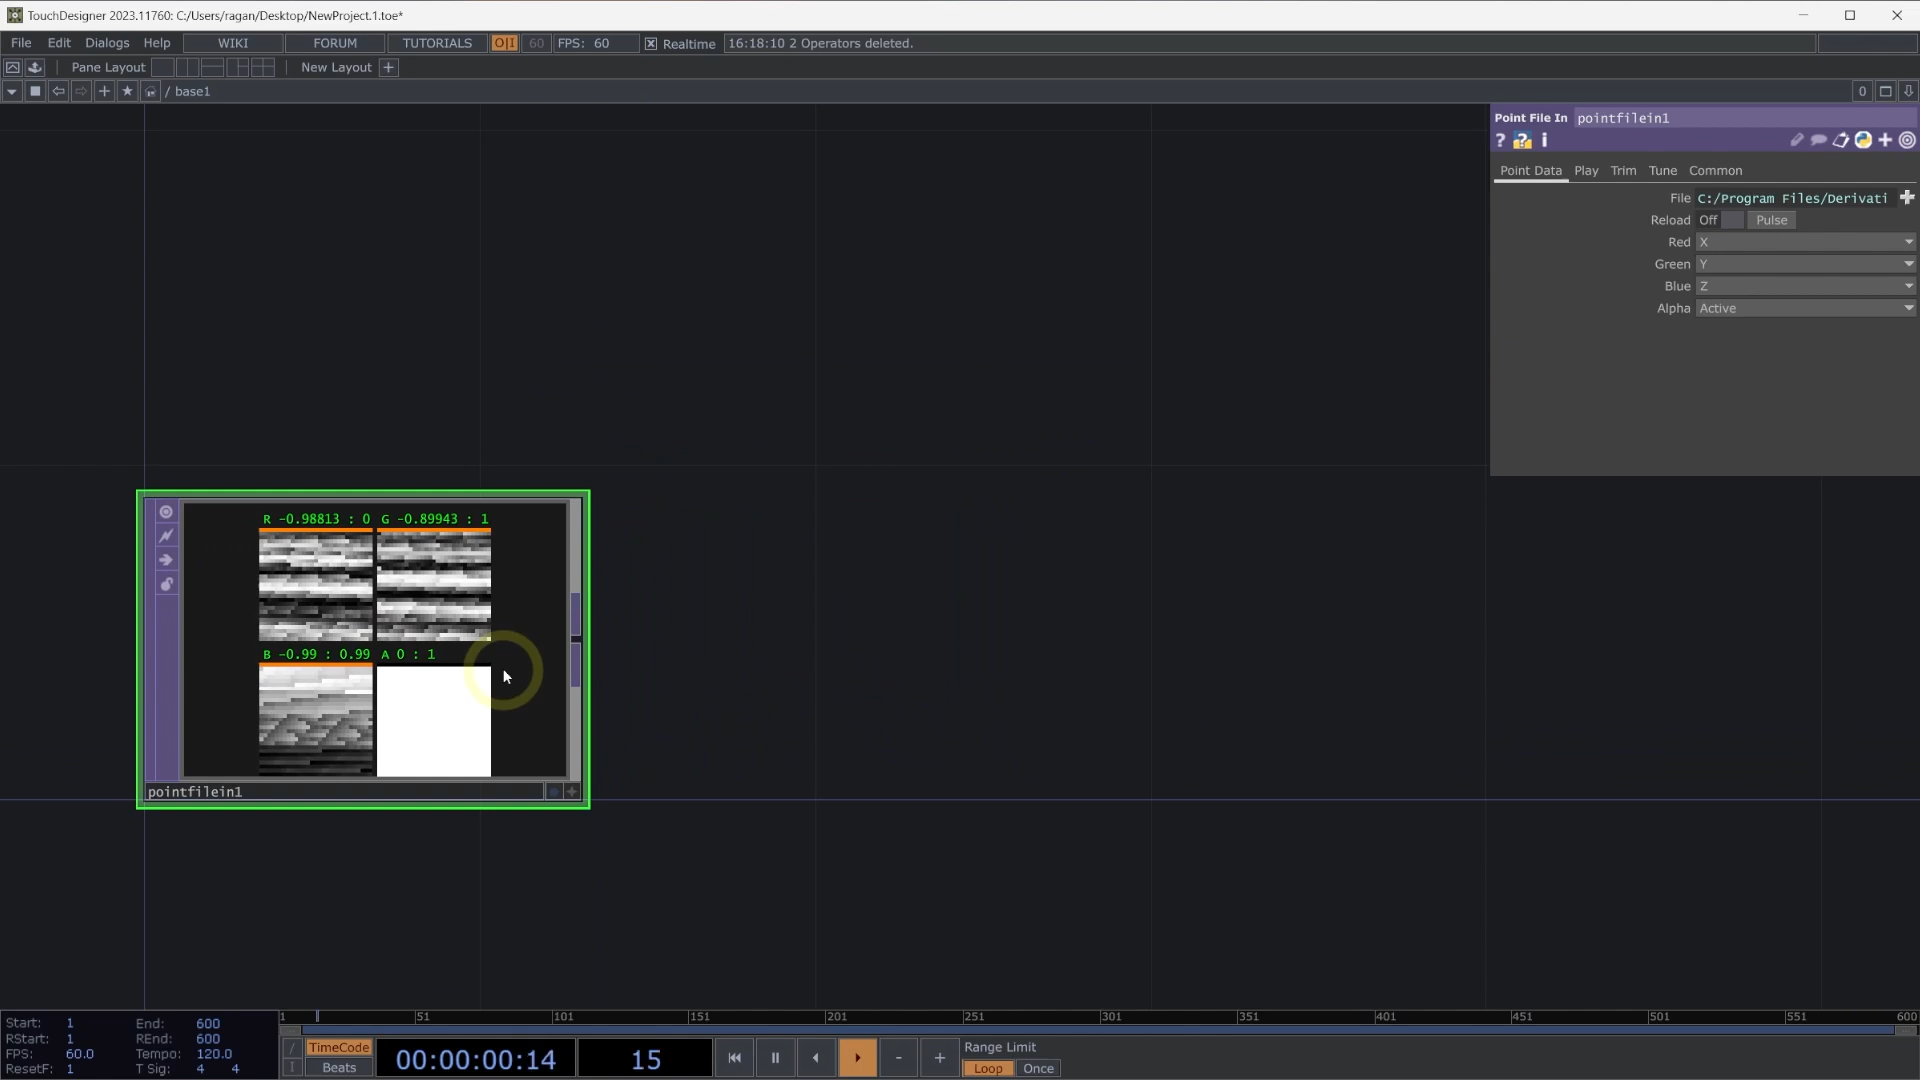 TouchDesigner 2023.11760: C:/Users/ragan/Desktop/NewProject.1.toe*
File Edit Dialogs Help WIKI FORUM TUTORIALS O|I 60 FPS: 60 Realtime 16:18:10 2 Operators deleted.
Pane Layout New Layout +
/ base1 0
Point File In pointfilein1
? ? i
Point Data Play Trim Tune Common
File C:/Program Files/Derivati
Reload Off Pulse
Red X
Green Y
Blue Z
Alpha Active
R -0.98813 : 0 G -0.89943 : 1
B -0.99 : 0.99 A 0 : 1
pointfilein1
1 51 101 151 201 251 301 351 401 451 501 551 600
Start: 1 End: 600
RStart: 1 REnd: 600
FPS: 60.0 Tempo: 120.0
ResetF: 1 T Sig: 4 4
/ TimeCode
I Beats
00:00:00:14 15
- +
Range Limit
Loop Once